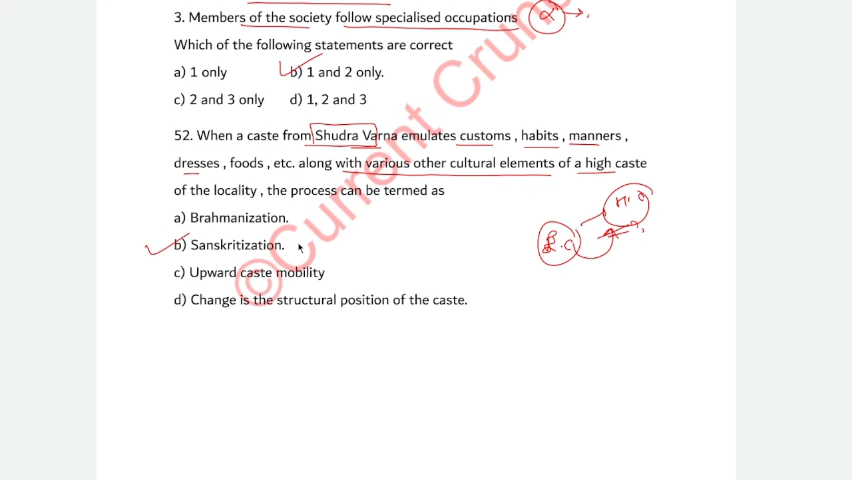 3. Members of the society follow specialised occupations
Which of the following statements are correct
a) 1 only b) 1 and 2 only.
c) 2 and 3 only d) 1, 2 and 3
52. When a caste from Shudra Varna emulates customs , habits , manners ,
dresses , foods , etc. along with various other cultural elements of a high caste
of the locality , the process can be termed as
a) Brahmanization.
b) Sanskritization.
c) Upward caste mobility
d) Change is the structural position of the caste.
©Current Crun